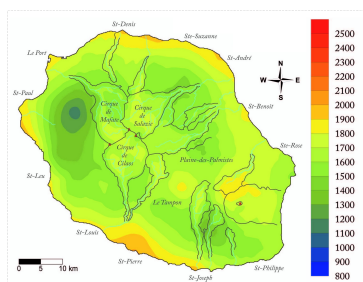 St-Denis
Ste-Suzanne
Le Port
St-André
St-Paul
N
W E
S
Cirque
de
Mafate
Cirque
de
Salazie
St-Benoit
Ste-Rose
Cirque
de
Cilaos
Plaine-des-Palmistes
St-Leu
Le Tampon
St-Louis
St-Pierre
St-Joseph
St-Philippe
0 5 10 km
2500
2400
2300
2200
2100
2000
1900
1800
1700
1600
1500
1400
1300
1200
1100
1000
900
800